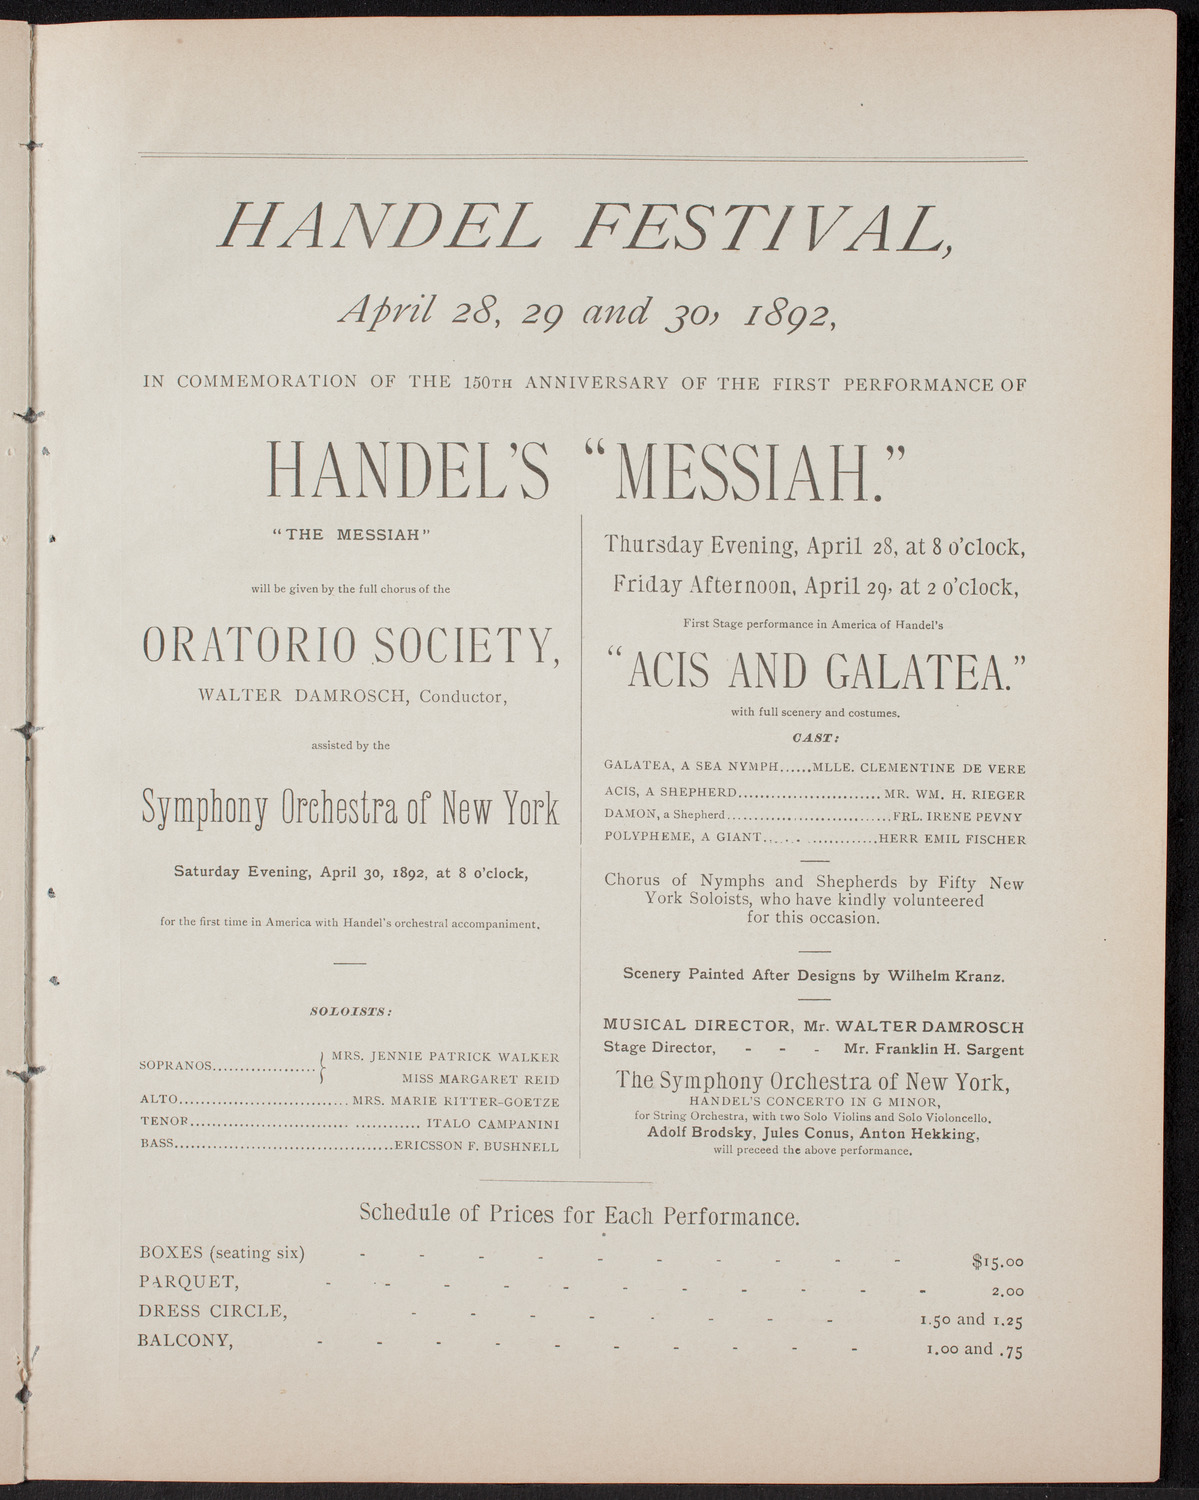 HANDEL FESTIVAL,
April 28, 29 and 30, 1892,
IN COMMEMORATION OF THE 150TH ANNIVERSARY OF THE FIRST PERFORMANCE OF
HANDEL'S "MESSIAH."
"THE MESSIAH"
will be given by the full chorus of the
ORATORIO SOCIETY,
WALTER DAMROSCH, Conductor,
assisted by the
Symphony Orchestra of New York
Saturday Evening, April 30, 1892, at 8 o'clock,
for the first time in America with Handel's orchestral accompaniment.
SOLOISTS:
SOPRANOS................... { MRS. JENNIE PATRICK WALKER
MISS MARGARET REID
ALTO............................... MRS. MARIE RITTER-GOETZE
TENOR............................. ............ ITALO CAMPANINI
BASS........................................ERICSSON F. BUSHNELL
Thursday Evening, April 28, at 8 o'clock,
Friday Afternoon, April 29, at 2 o'clock,
First Stage performance in America of Handel's
"ACIS AND GALATEA."
with full scenery and costumes.
CAST:
GALATEA, A SEA NYMPH......MLLE. CLEMENTINE DE VERE
ACIS, A SHEPHERD.......................... MR. WM. H. RIEGER
DAMON, a Shepherd..............................FRL. IRENE PEVNY
POLYPHEME, A GIANT...... .............HERR EMIL FISCHER
Chorus of Nymphs and Shepherds by Fifty New
York Soloists, who have kindly volunteered
for this occasion.
Scenery Painted After Designs by Wilhelm Kranz.
MUSICAL DIRECTOR, Mr. WALTER DAMROSCH
Stage Director, - - - Mr. Franklin H. Sargent
The Symphony Orchestra of New York,
HANDEL'S CONCERTO IN G MINOR,
for String Orchestra, with two Solo Violins and Solo Violoncello.
Adolf Brodsky, Jules Conus, Anton Hekking,
will preceed the above performance.
Schedule of Prices for Each Performance.
BOXES (seating six) - - - - - - - - - - $15.00
PARQUET, - - - - - - - - - - - 2.00
DRESS CIRCLE, - - - - - - - - 1.50 and 1.25
BALCONY, - - - - - - - - - - 1.00 and .75